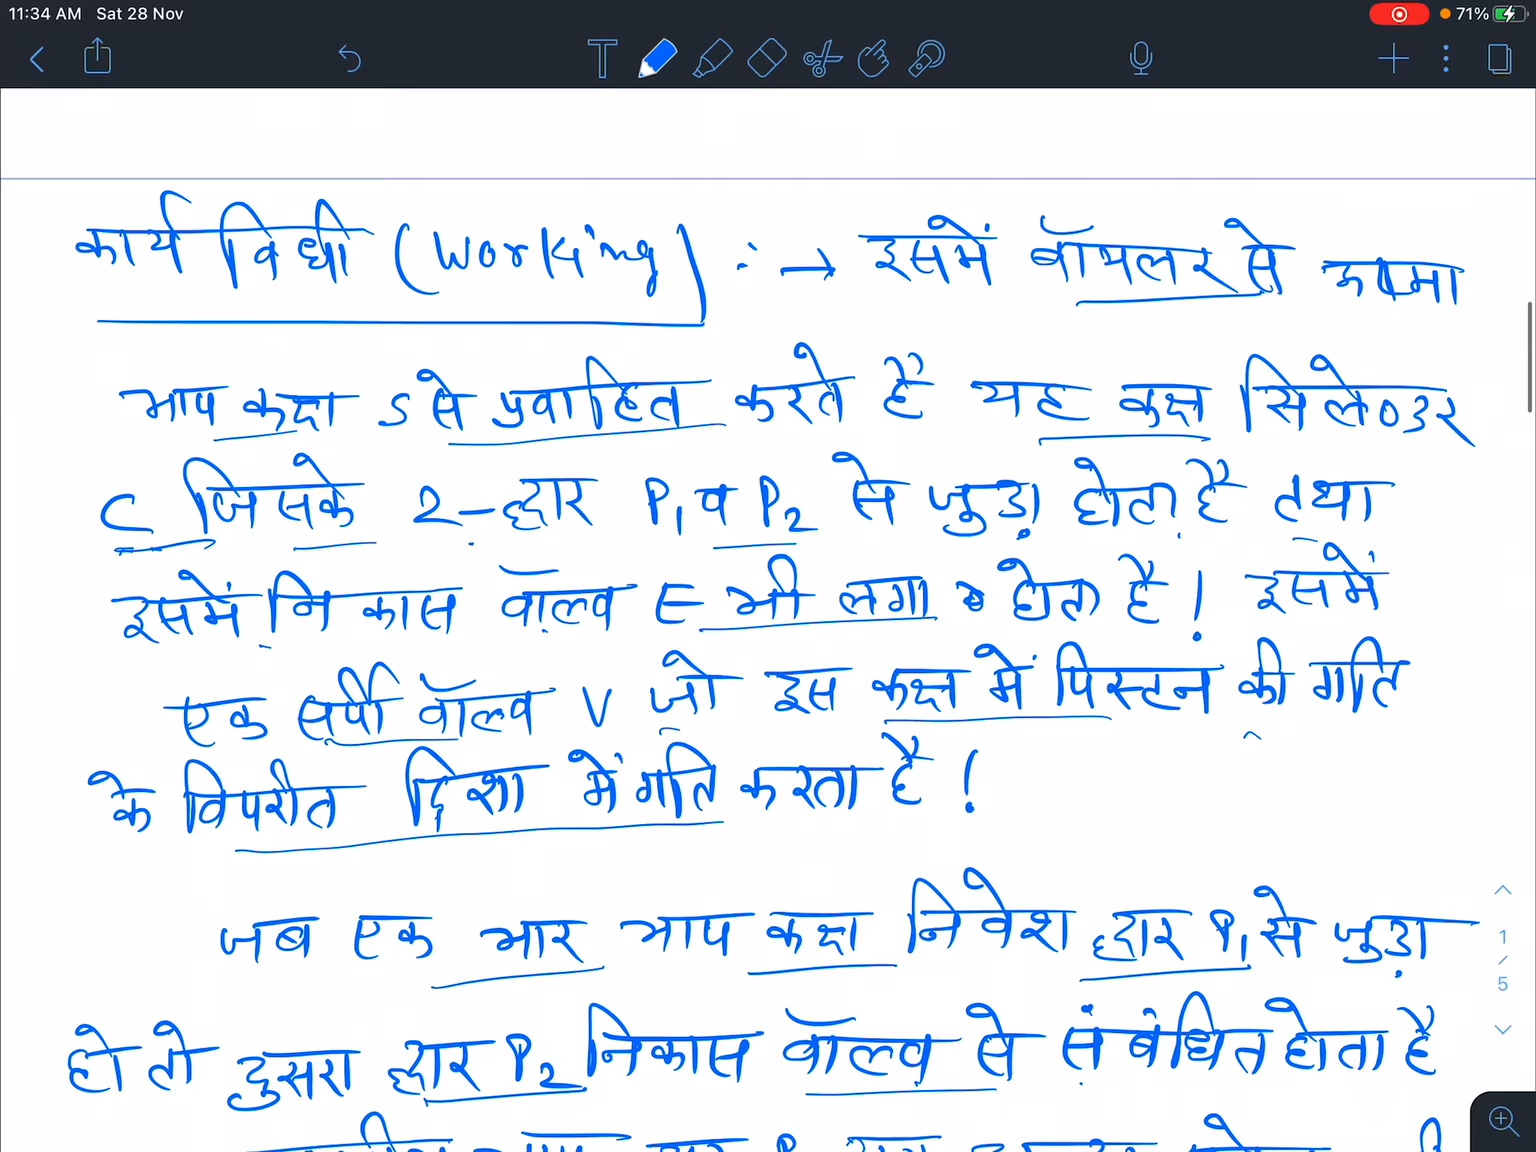 11:34 AM Sat 28 Nov
71%
T
कार्य विधी (Working) :→ इसमें बॉयलर से ऊष्मा
भाप कक्ष S से प्रवाहित करते हैं यह कक्ष सिलेण्डर
C जिसके 2-द्वार P₁ व P₂ से जुड़ा होता है तथा
इसमें निकास वॉल्व E भी लगा होता है! इसमें
एक सर्पी वॉल्व V जो इस कक्ष में पिस्टन की गति
के विपरीत दिशा में गति करता है!
जब एक भार भाप कक्ष निवेश द्वार P₁ से जुड़ा
1
/
5
हो तो दुसरा द्वार P₂ निकास वॉल्व से संबंधित होता है